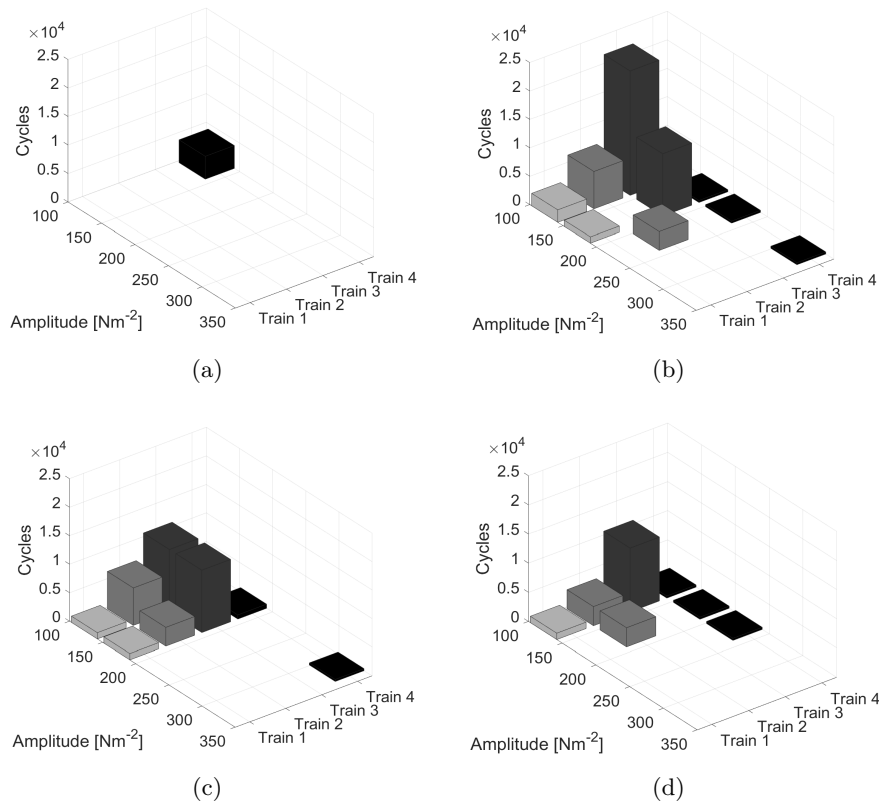 ×10⁴
2.5
2
1.5
1
0.5
0
Cycles
100
150
200
250
300
350
Amplitude [Nm⁻²]
Train 1
Train 2
Train 3
Train 4
(a)
×10⁴
2.5
2
1.5
1
0.5
0
Cycles
100
150
200
250
300
350
Amplitude [Nm⁻²]
Train 1
Train 2
Train 3
Train 4
(b)
×10⁴
2.5
2
1.5
1
0.5
0
Cycles
100
150
200
250
300
350
Amplitude [Nm⁻²]
Train 1
Train 2
Train 3
Train 4
(c)
×10⁴
2.5
2
1.5
1
0.5
0
Cycles
100
150
200
250
300
350
Amplitude [Nm⁻²]
Train 1
Train 2
Train 3
Train 4
(d)